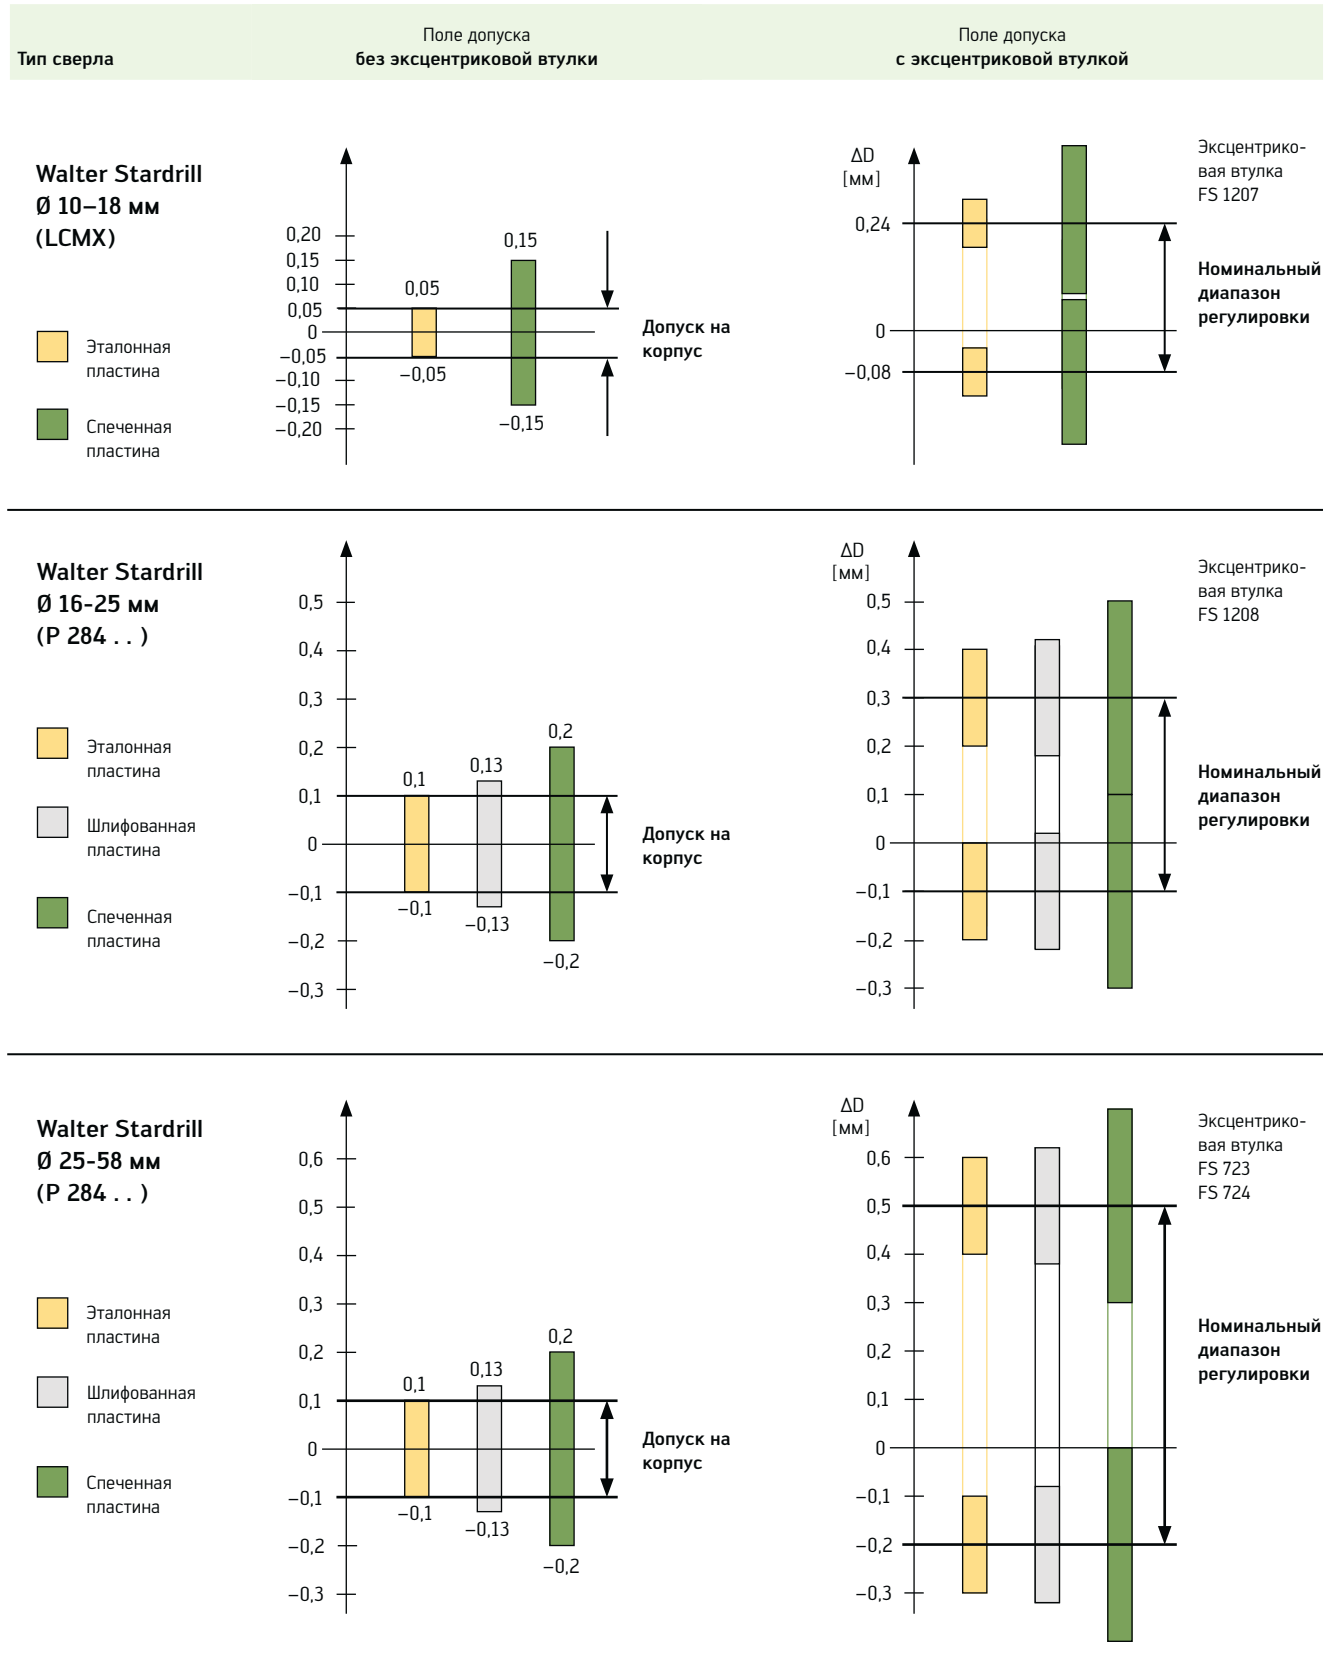 Тип сверла
Поле допуска
без эксцентриковой втулки
Поле допуска
с эксцентриковой втулкой
Walter Stardrill
Ø 10–18 мм
(LCMX)
Эталонная
пластина
Спеченная
пластина
0,20
0,15
0,10
0,05
0
–0,05
–0,10
–0,15
–0,20
0,05
–0,05
0,15
–0,15
Допуск на
корпус
ΔD
[мм]
0,24
0
–0,08
Эксцентрико-
вая втулка
FS 1207
Номинальный
диапазон
регулировки
Walter Stardrill
Ø 16-25 мм
(P 284 . . )
Эталонная
пластина
Шлифованная
пластина
Спеченная
пластина
0,5
0,4
0,3
0,2
0,1
0
–0,1
–0,2
–0,3
0,1
–0,1
0,13
–0,13
0,2
–0,2
Допуск на
корпус
ΔD
[мм]
0,5
0,4
0,3
0,2
0,1
0
–0,1
–0,2
–0,3
Эксцентрико-
вая втулка
FS 1208
Номинальный
диапазон
регулировки
Walter Stardrill
Ø 25-58 мм
(P 284 . . )
Эталонная
пластина
Шлифованная
пластина
Спеченная
пластина
0,6
0,5
0,4
0,3
0,2
0,1
0
–0,1
–0,2
–0,3
0,1
–0,1
0,13
–0,13
0,2
–0,2
Допуск на
корпус
ΔD
[мм]
0,6
0,5
0,4
0,3
0,2
0,1
0
–0,1
–0,2
–0,3
Эксцентрико-
вая втулка
FS 723
FS 724
Номинальный
диапазон
регулировки